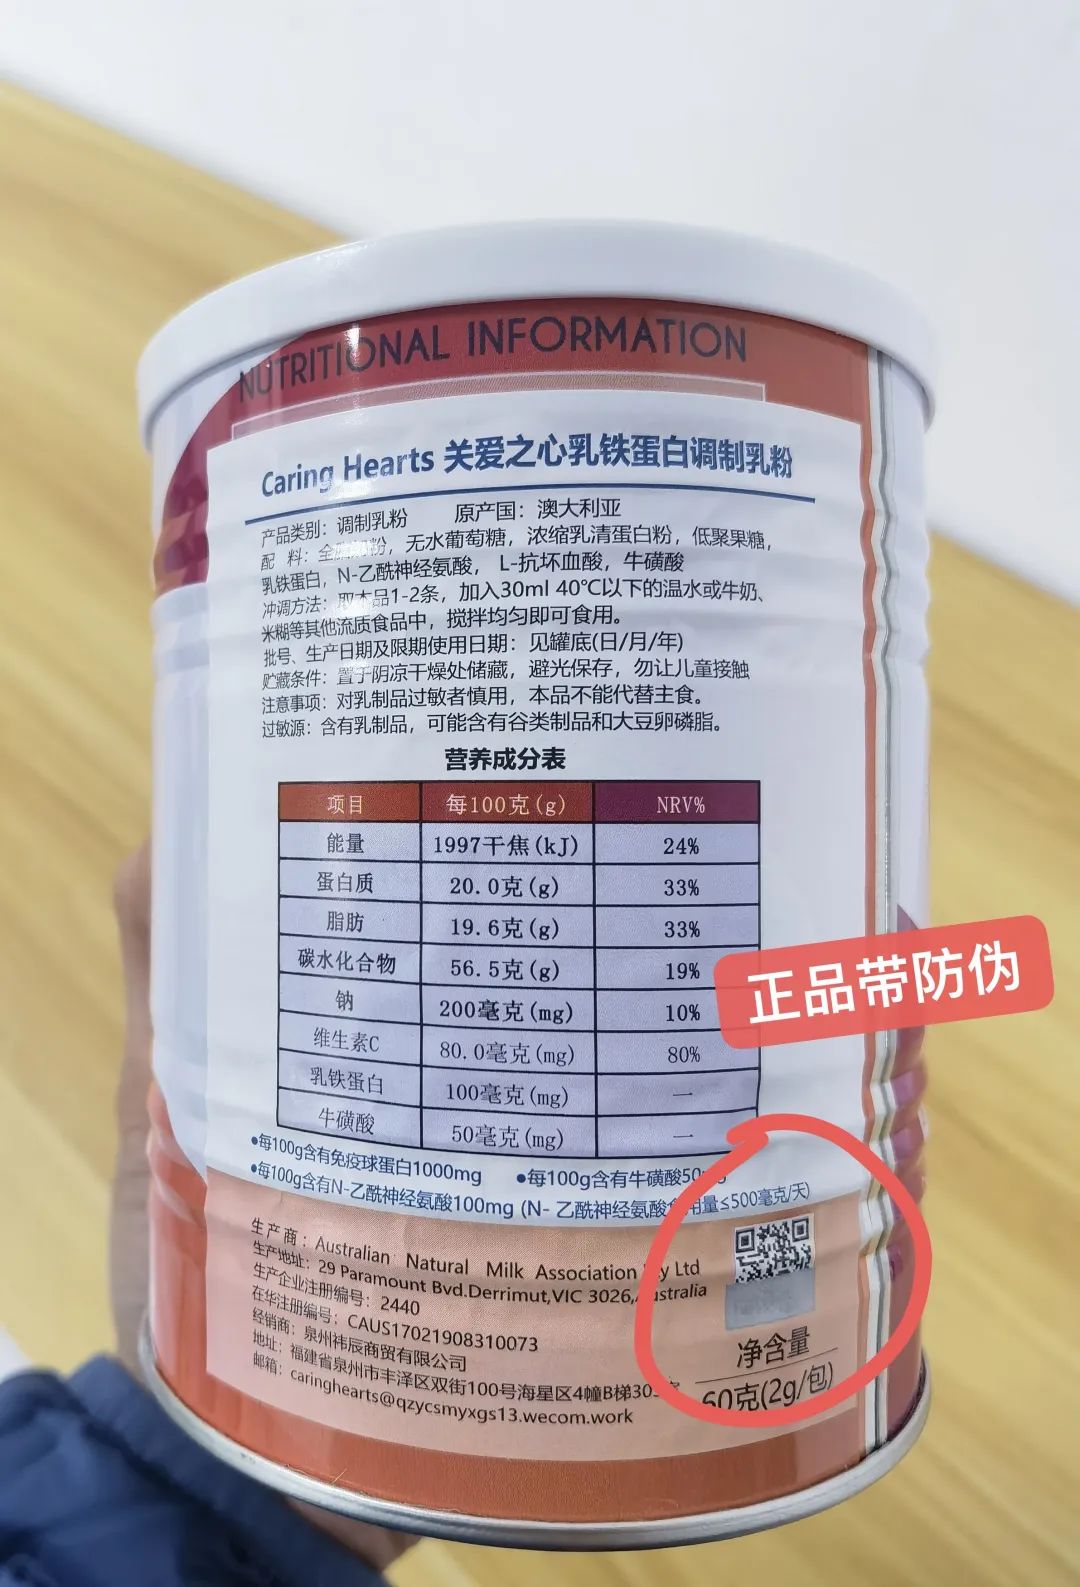 NUTRITIONAL INFORMATION
Caring Hearts 关爱之心乳铁蛋白调制乳粉
产品类别：调制乳粉 原产国：澳大利亚
配 料：全 粉，无水葡萄糖，浓缩乳清蛋白粉，低聚果糖，
乳铁蛋白，N-乙酰神经氨酸， L-抗坏血酸，牛磺酸
冲调方法：取本品1-2条，加入30ml 40℃以下的温水或牛奶、
米糊等其他流质食品中，搅拌均匀即可食用。
批号、生产日期及限期使用日期：见罐底(日/月/年)
贮藏条件：置于阴凉干燥处储藏，避光保存，勿让儿童接触
注意事项：对乳制品过敏者慎用，本品不能代替主食。
过敏源：含有乳制品，可能含有谷类制品和大豆卵磷脂。
营养成分表
项目 每100克(g) NRV%
能量 1997千焦(kJ) 24%
蛋白质 20.0克(g) 33%
脂肪 19.6克(g) 33%
碳水化合物 56.5克(g) 19%
钠 200毫克(mg) 10%
维生素C 80.0毫克(mg) 80%
乳铁蛋白 100毫克(mg) —
牛磺酸 50毫克(mg) —
正品带防伪
●每100g含有免疫球蛋白1000mg ●每100g含有牛磺酸50mg
●每100g含有N-乙酰神经氨酸100mg (N- 乙酰神经氨酸 用量≤500毫克/天)
生产商：Australian Natural Milk Association Pty Ltd
生产地址：29 Paramount Bvd.Derrimut,VIC 3026,Australia
生产企业注册编号：2440
在华注册编号：CAUS17021908310073
经销商：泉州祎辰商贸有限公司
地址：福建省泉州市丰泽区双街100号海星区4幢B梯30
邮箱：caringhearts@qzycsmyxgs13.wecom.work
净含量
60克(2g/包)